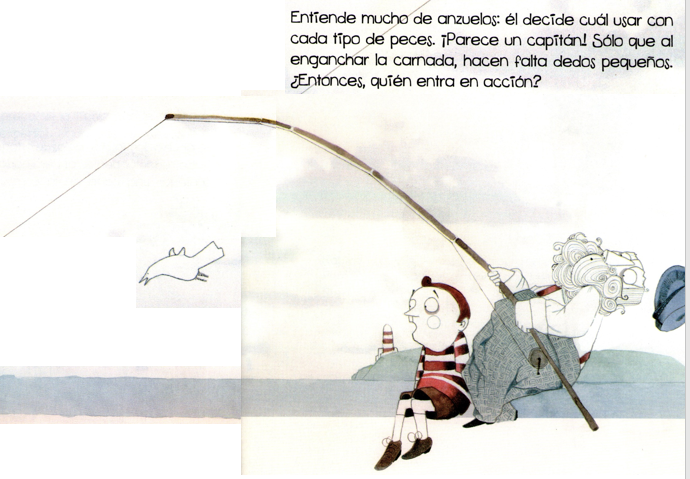 Entiende mucho de anzuelos: él decide cuál usar con
cada tipo de peces. ¡Parece un capitán! Sólo que al
enganchar la carnada, hacen falta dedos pequeños.
¿Entonces, quién entra en acción?